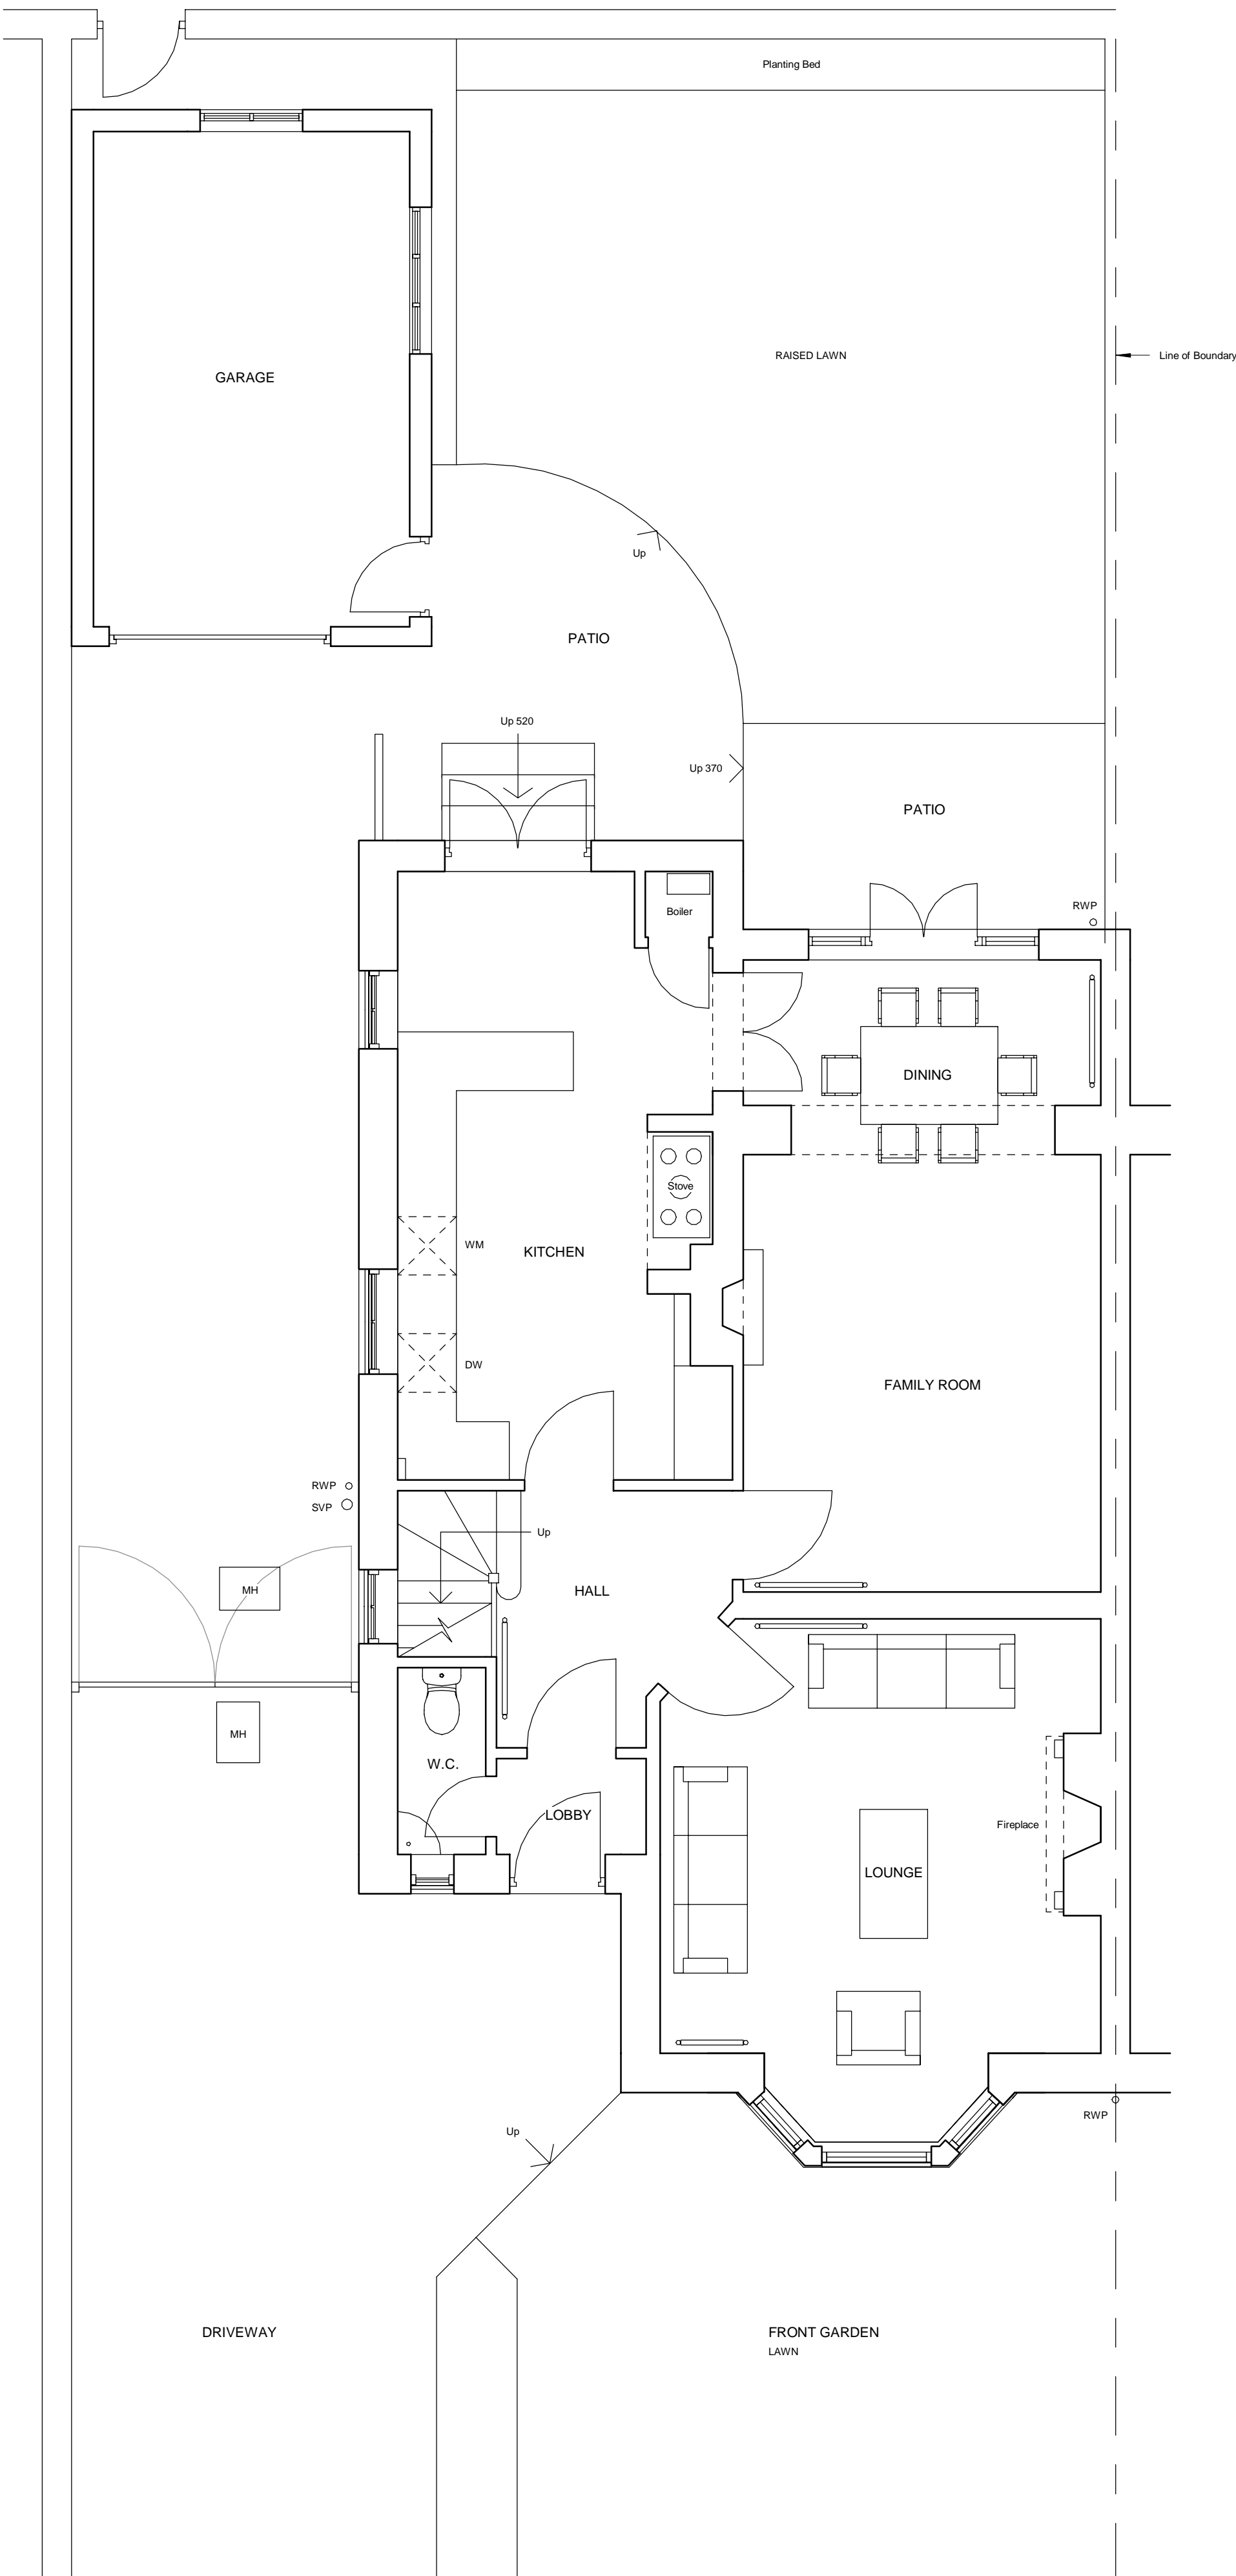 Planting Bed
RAISED LAWN
Line of Boundary
GARAGE
Up
PATIO
Up 520
Up 370
PATIO
RWP
Boiler
DINING
Stove
WM
KITCHEN
DW
FAMILY ROOM
RWP
SVP
Up
MH
HALL
MH
W.C.
LOBBY
Fireplace
LOUNGE
RWP
Up
DRIVEWAY
FRONT GARDEN
LAWN